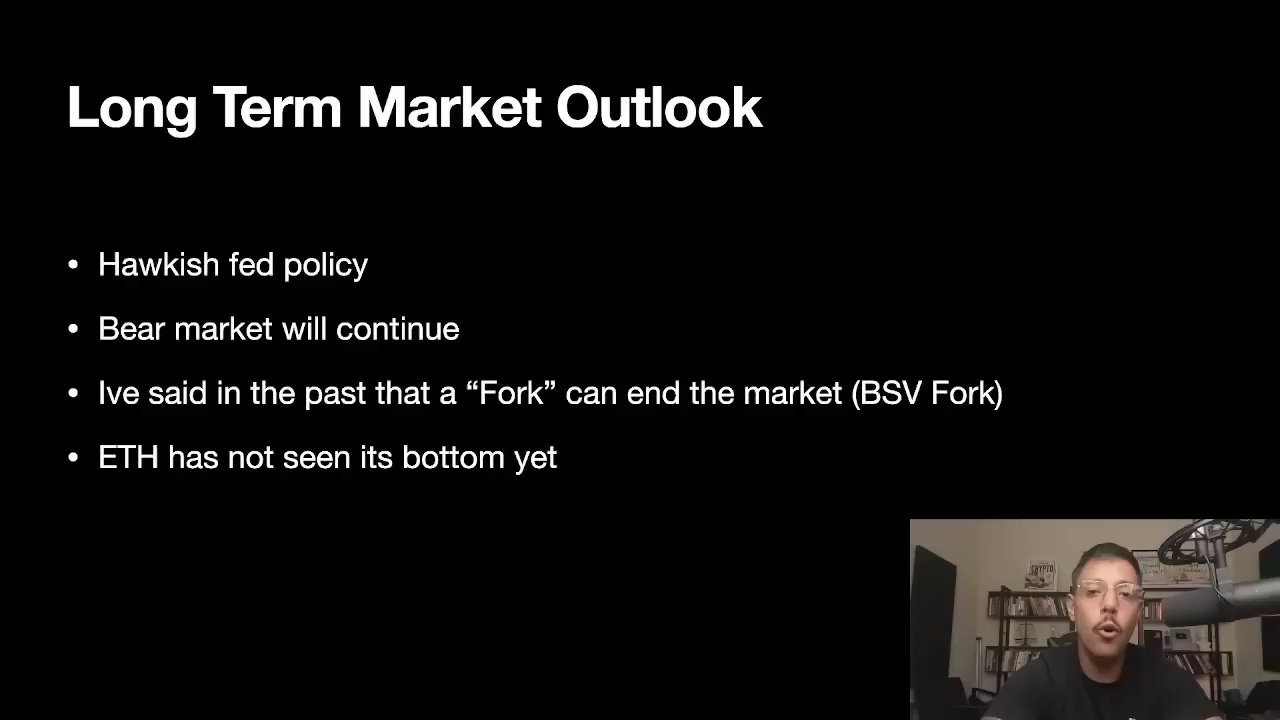 Long Term Market Outlook
• Hawkish fed policy
• Bear market will continue
• Ive said in the past that a “Fork” can end the market (BSV Fork)
• ETH has not seen its bottom yet
CRYPTO